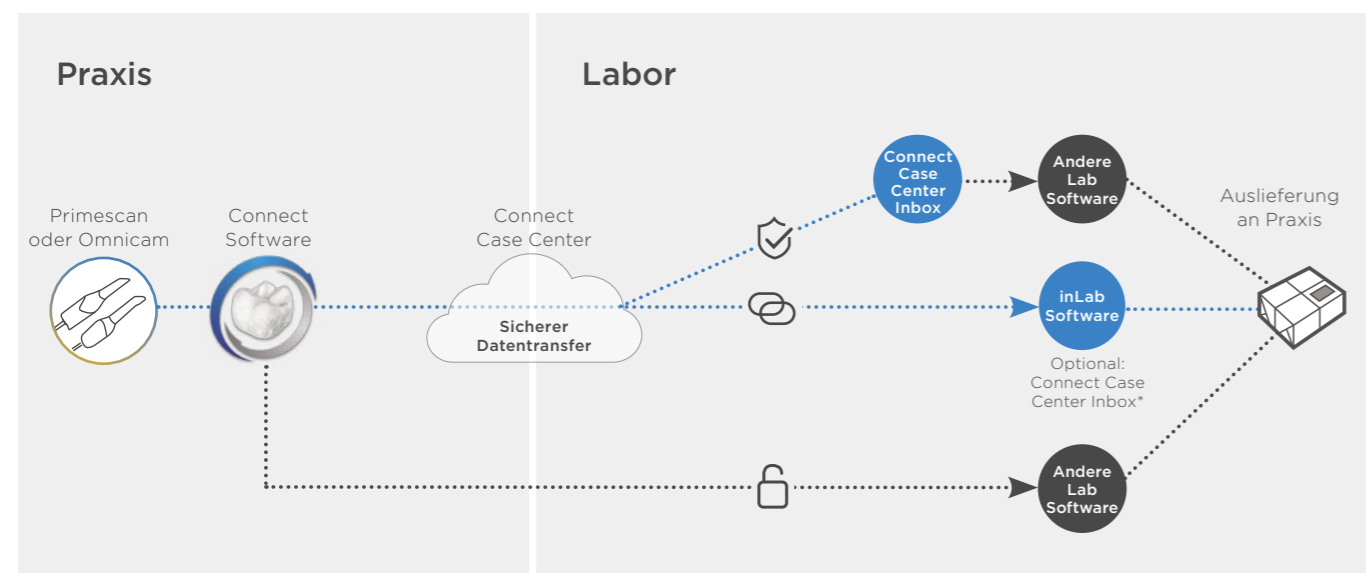 Praxis
Labor
Primescan
oder Omnicam
Connect
Software
Connect
Case Center
Sicherer
Datentransfer
Connect
Case
Center
Inbox
Andere
Lab
Software
Auslieferung
an Praxis
inLab
Software
Optional:
Connect Case
Center Inbox*
Andere
Lab
Software